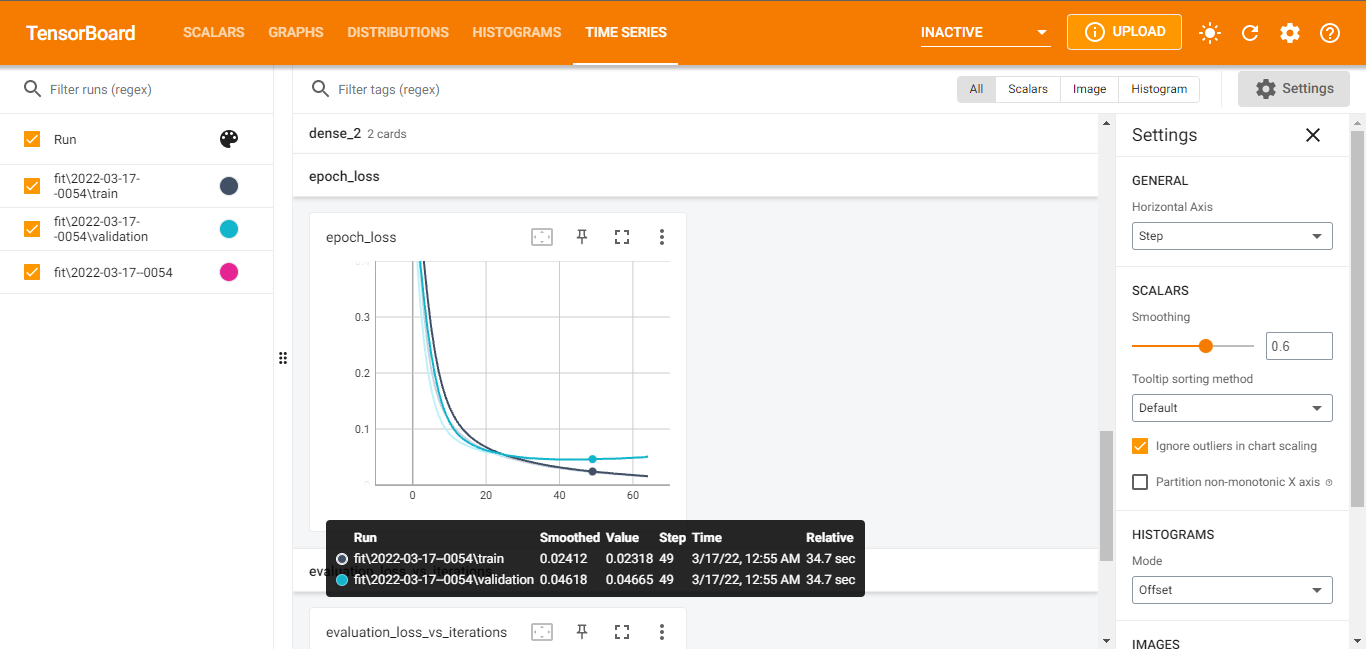 TensorBoard SCALARS GRAPHS DISTRIBUTIONS HISTOGRAMS TIME SERIES INACTIVE UPLOAD
Filter runs (regex)
Run
fit\2022-03-17-
-0054\train
fit\2022-03-17-
-0054\validation
fit\2022-03-17--0054
Filter tags (regex) All Scalars Image Histogram Settings
dense_2 2 cards
epoch_loss
epoch_loss
0.3
0.2
0.1
0 20 40 60
Run Smoothed Value Step Time Relative
fit\2022-03-17--0054\train 0.02412 0.02318 49 3/17/22, 12:55 AM 34.7 sec
fit\2022-03-17--0054\validation 0.04618 0.04665 49 3/17/22, 12:55 AM 34.7 sec
evaluation_loss_vs_iterations
evaluation_loss_vs_iterations
Settings
GENERAL
Horizontal Axis
Step
SCALARS
Smoothing
0.6
Tooltip sorting method
Default
Ignore outliers in chart scaling
Partition non-monotonic X axis
HISTOGRAMS
Mode
Offset
IMAGES